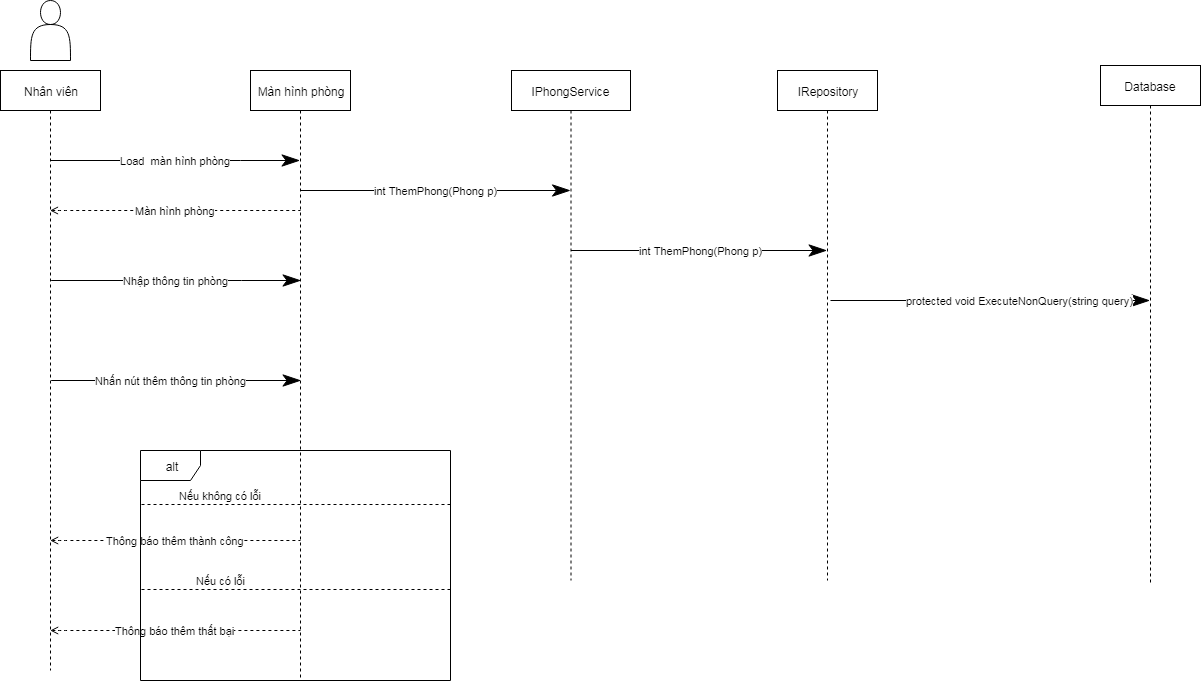 Nhân viên
Màn hình phòng
IPhongService
IRepository
Database
Load màn hình phòng
int ThemPhong(Phong p)
Màn hình phòng
int ThemPhong(Phong p)
Nhập thông tin phòng
protected void ExecuteNonQuery(string query)
Nhấn nút thêm thông tin phòng
alt
Nếu không có lỗi
Thông báo thêm thành công
Nếu có lỗi
Thông báo thêm thất bại